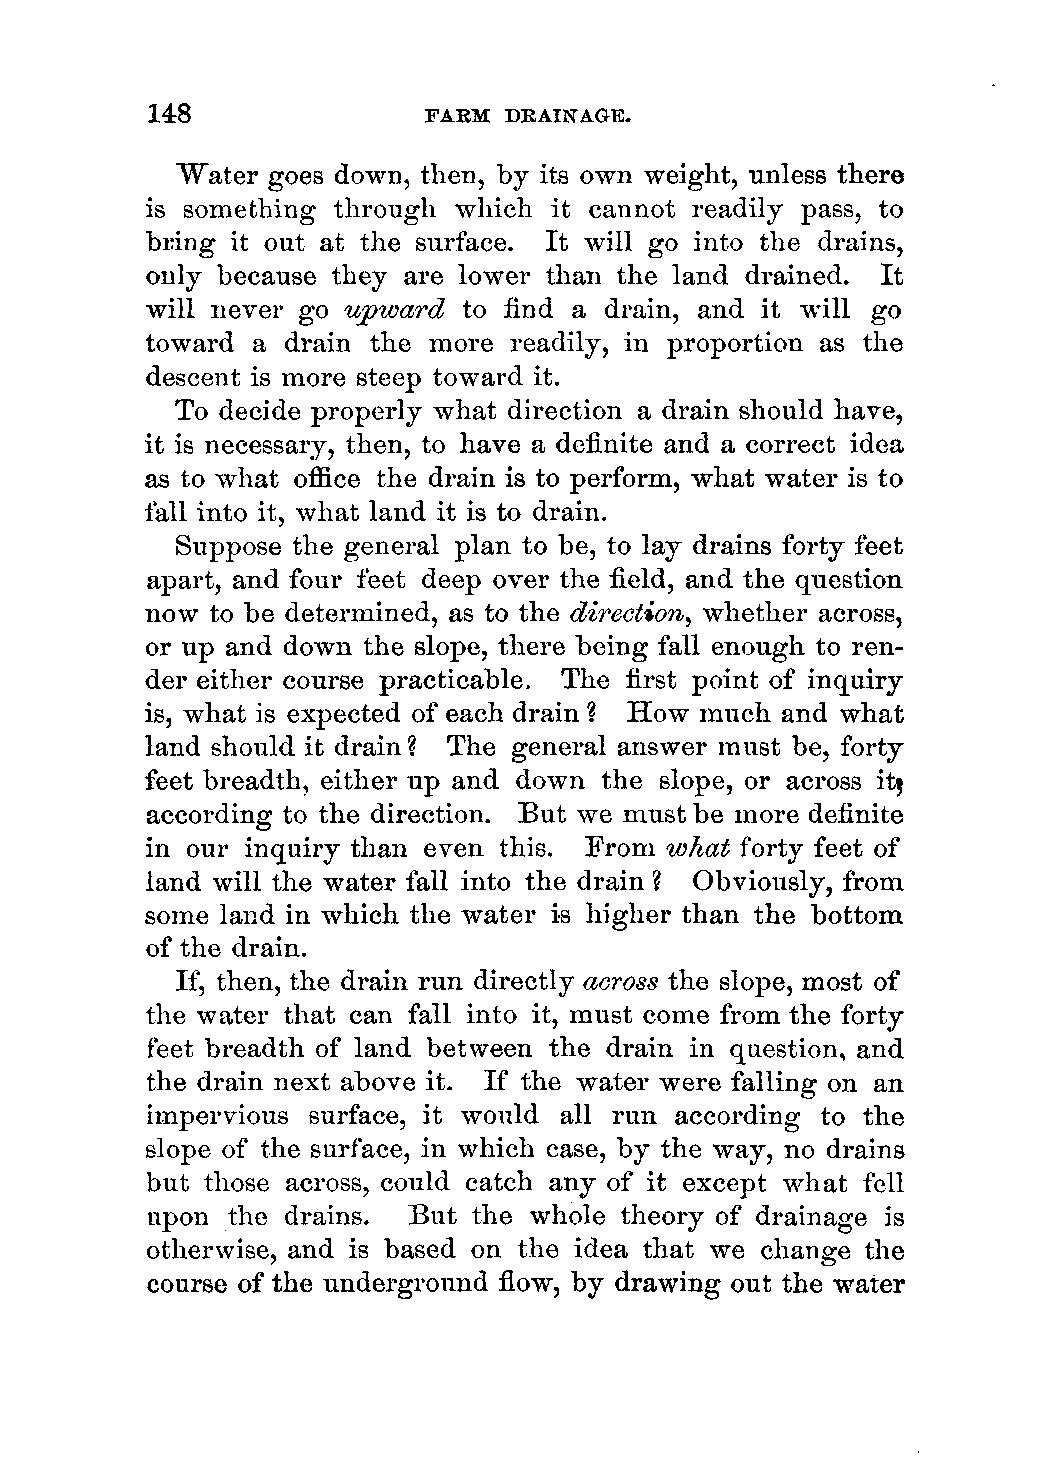 148 FARM DRAINAGE.
Water goes down, then, by its own weight, unless there
is something through which it cannot readily pass, to
bring it out at the surface. It will go into the drains,
only because they are lower than the land drained. It
will never go upward to find a drain, and it will go
toward a drain the more readily, in proportion as the
descent is more steep toward it.
To decide properly what direction a drain should have,
it is necessary, then, to have a definite and a correct idea
as to what office the drain is to perform, what water is to
fall into it, what land it is to drain.
Suppose the general plan to be, to lay drains forty feet
apart, and four feet deep over the field, and the question
now to be determined, as to the direction, whether across,
or up and down the slope, there being fall enough to ren-
der either course practicable. The first point of inquiry
is, what is expected of each drain? How much and what
land should it drain? The general answer must be, forty
feet breadth, either up and down the slope, or across it,
according to the direction. But we must be more definite
in our inquiry than even this. From what forty feet of
land will the water fall into the drain? Obviously, from
some land in which the water is higher than the bottom
of the drain.
If, then, the drain run directly across the slope, most of
the water that can fall into it, must come from the forty
feet breadth of land between the drain in question, and
the drain next above it. If the water were falling on an
impervious surface, it would all run according to the
slope of the surface, in which case, by the way, no drains
but those across, could catch any of it except what fell
upon the drains. But the whole theory of drainage is
otherwise, and is based on the idea that we change the
course of the underground flow, by drawing out the water